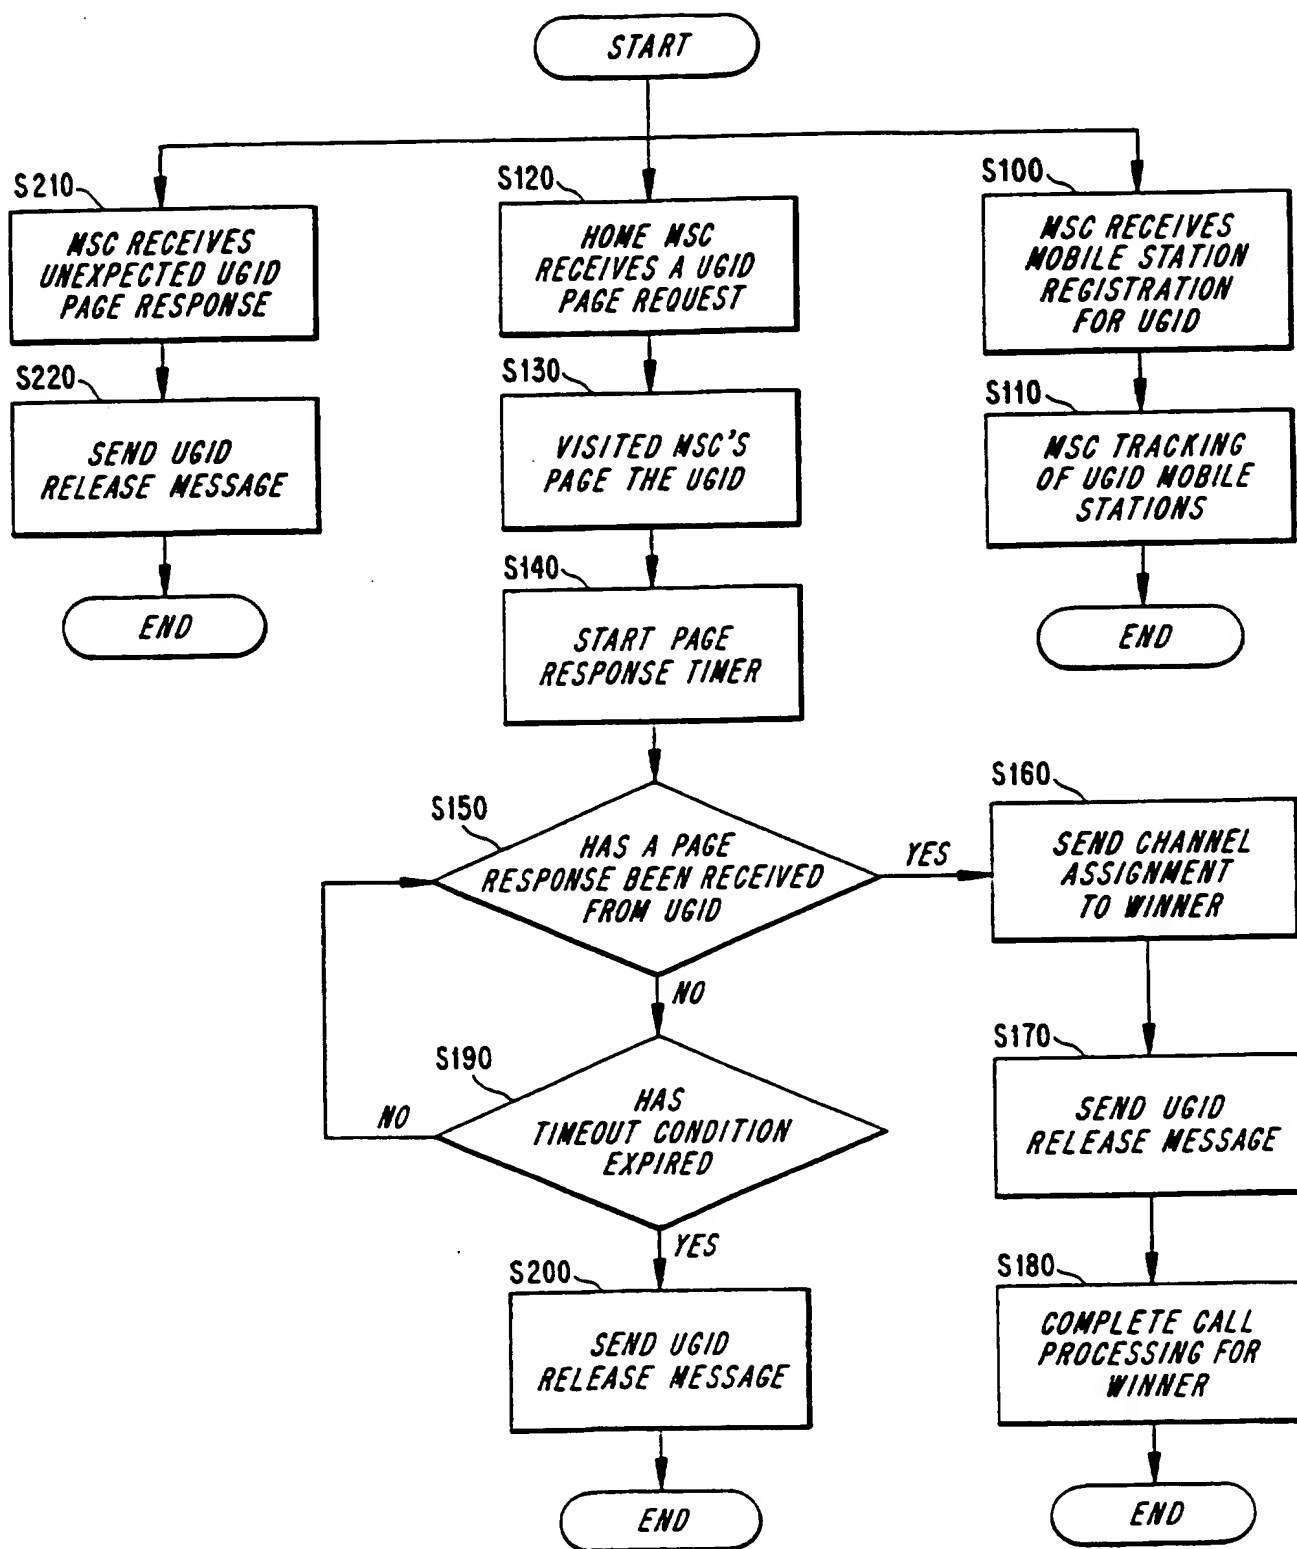 START
S210
MSC RECEIVES
UNEXPECTED UGID
PAGE RESPONSE
S220
SEND UGID
RELEASE MESSAGE
END
S120
HOME MSC
RECEIVES A UGID
PAGE REQUEST
S130
VISITED MSC'S
PAGE THE UGID
S140
START PAGE
RESPONSE TIMER
S150
HAS A PAGE
RESPONSE BEEN RECEIVED
FROM UGID
YES
NO
S190
HAS
TIMEOUT CONDITION
EXPIRED
NO
YES
S200
SEND UGID
RELEASE MESSAGE
END
S100
MSC RECEIVES
MOBILE STATION
REGISTRATION
FOR UGID
S110
MSC TRACKING
OF UGID MOBILE
STATIONS
END
S160
SEND CHANNEL
ASSIGNMENT
TO WINNER
S170
SEND UGID
RELEASE MESSAGE
S180
COMPLETE CALL
PROCESSING FOR
WINNER
END